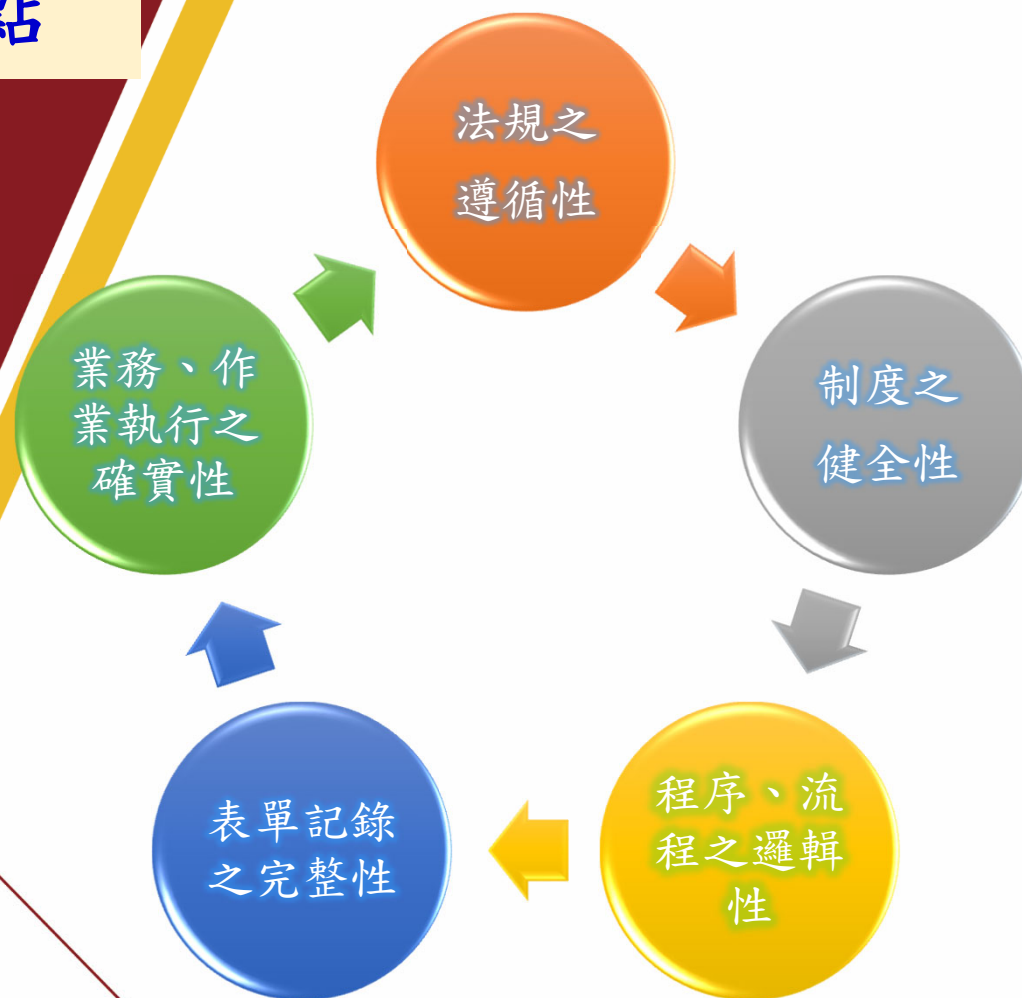 點
法規之
遵循性
制度之
健全性
程序、流
程之邏輯
性
表單記錄
之完整性
業務、作
業執行之
確實性